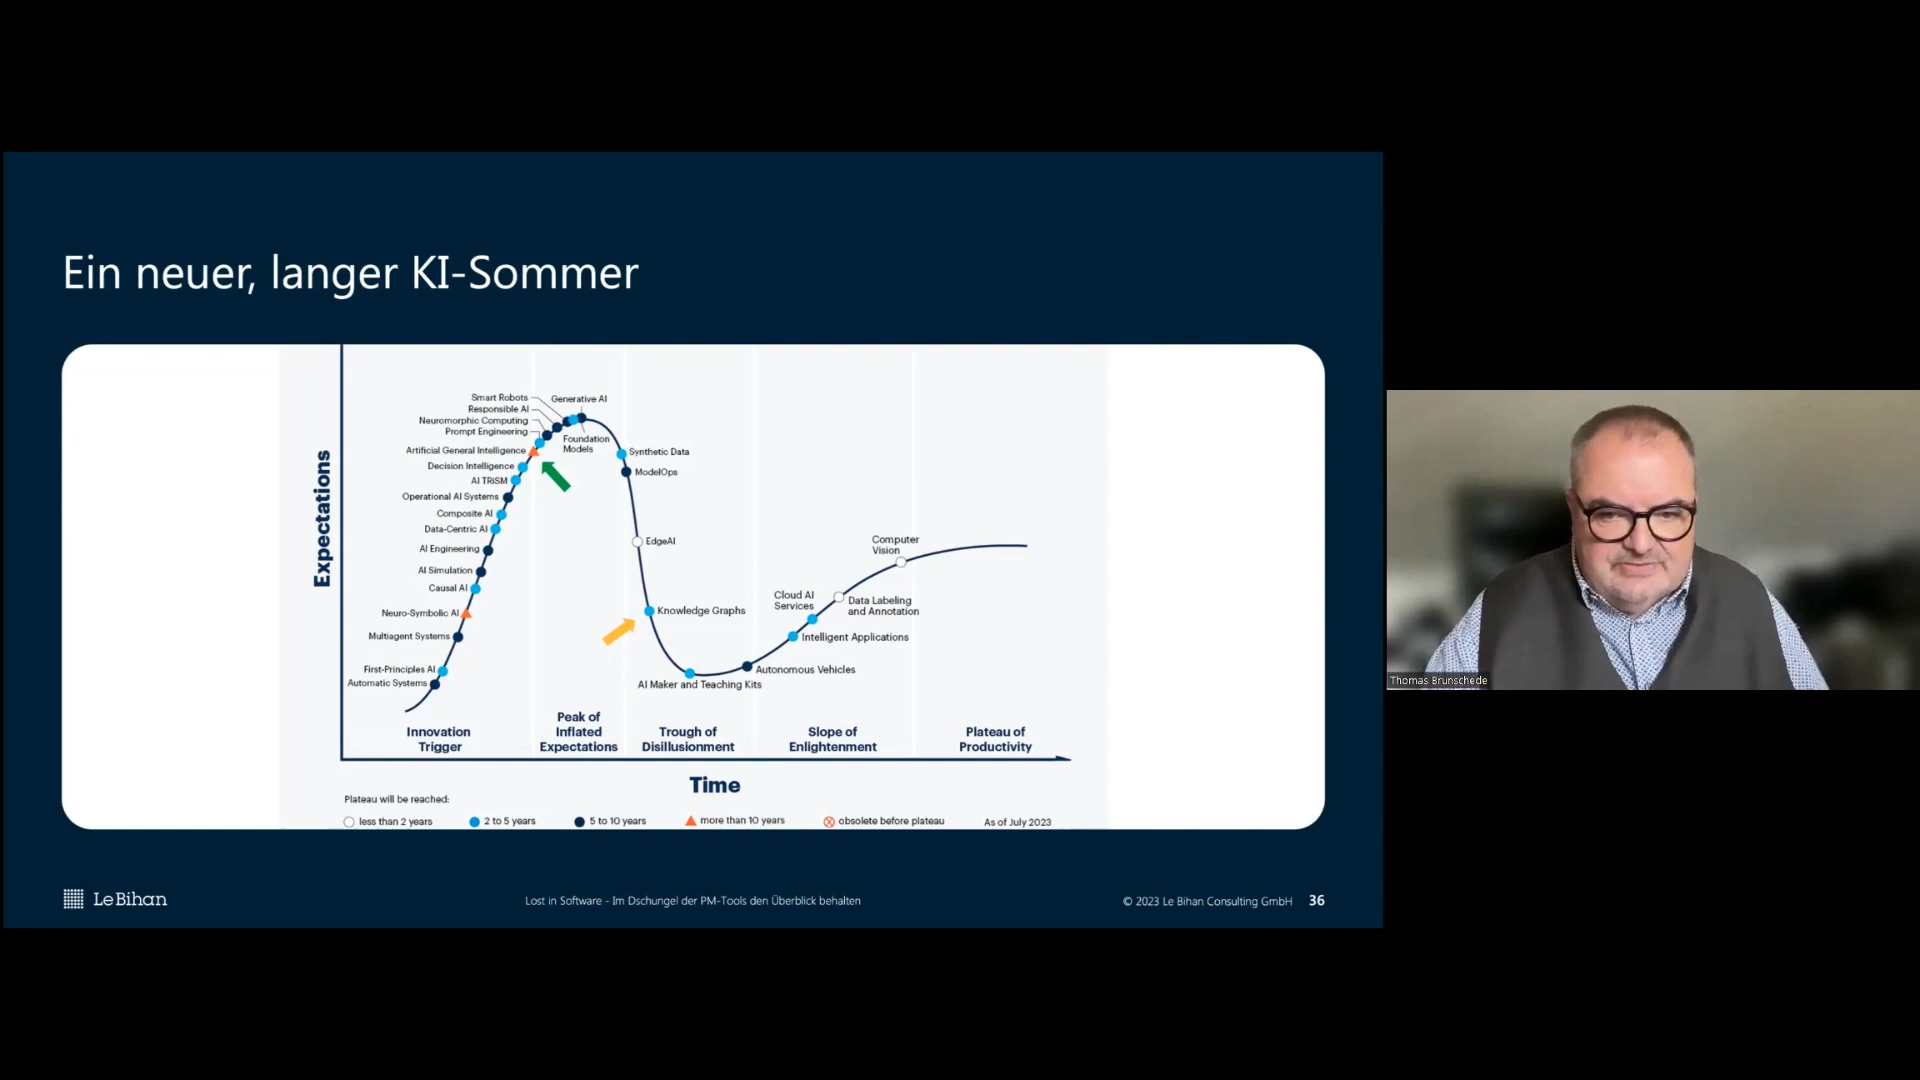 Ein neuer, langer KI-Sommer
Expectations
Smart Robots
Generative AI
Responsible AI
Neuromorphic Computing
Prompt Engineering
Foundation
Models
Artificial General Intelligence
Decision Intelligence
AI TRiSM
Operational AI Systems
Composite AI
Data-Centric AI
AI Engineering
AI Simulation
Causal AI
Neuro-Symbolic AI
Multiagent Systems
First-Principles AI
Automatic Systems
Synthetic Data
ModelOps
EdgeAI
Knowledge Graphs
AI Maker and Teaching Kits
Autonomous Vehicles
Intelligent Applications
Cloud AI
Services
Data Labeling
and Annotation
Computer
Vision
Innovation
Trigger
Peak of
Inflated
Expectations
Trough of
Disillusionment
Slope of
Enlightenment
Plateau of
Productivity
Time
Plateau will be reached:
less than 2 years
2 to 5 years
5 to 10 years
more than 10 years
obsolete before plateau
As of July 2023
Le Bihan
Lost in Software - Im Dschungel der PM-Tools den Überblick behalten
© 2023 Le Bihan Consulting GmbH
36
Thomas Brunschede